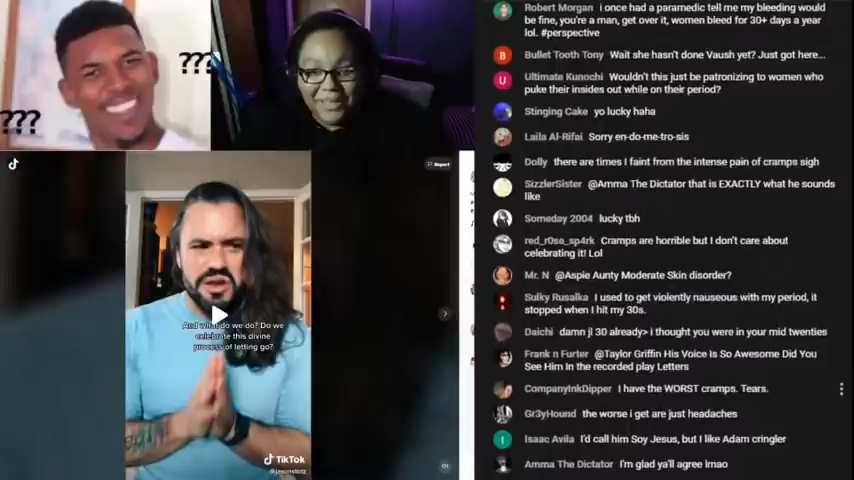 ???
???
Report
And what do we do? Do we
celebrate this divine
process of letting go?
TikTok
@jasonstotz
Robert Morgan i once had a paramedic tell me my bleeding would
be fine, you're a man, get over it, women bleed for 30+ days a year
lol. #perspective
B Bullet Tooth Tony Wait she hasn't done Vaush yet? Just got here...
U Ultimate Kunochi Wouldn't this just be patronizing to women who
puke their insides out while on their period?
Stinging Cake yo lucky haha
Laila Al-Rifai Sorry en-do-me-tro-sis
Dolly there are times I faint from the intense pain of cramps sigh
SizzlerSister @Amma The Dictator that is EXACTLY what he sounds
like
Someday 2004 lucky tbh
red_r0se_sp4rk Cramps are horrible but I don't care about
celebrating it! Lol
Mr. N @Aspie Aunty Moderate Skin disorder?
Sulky Rusalka I used to get violently nauseous with my period, it
stopped when I hit my 30s.
Daichi damn jl 30 already> i thought you were in your mid twenties
Frank n Furter @Taylor Griffin His Voice Is So Awesome Did You
See Him In the recorded play Letters
CompanyInkDipper I have the WORST cramps. Tears.
Gr3yHound the worse i get are just headaches
I Isaac Avila I'd call him Soy Jesus, but I like Adam cringler
Amma The Dictator I'm glad ya'll agree lmao